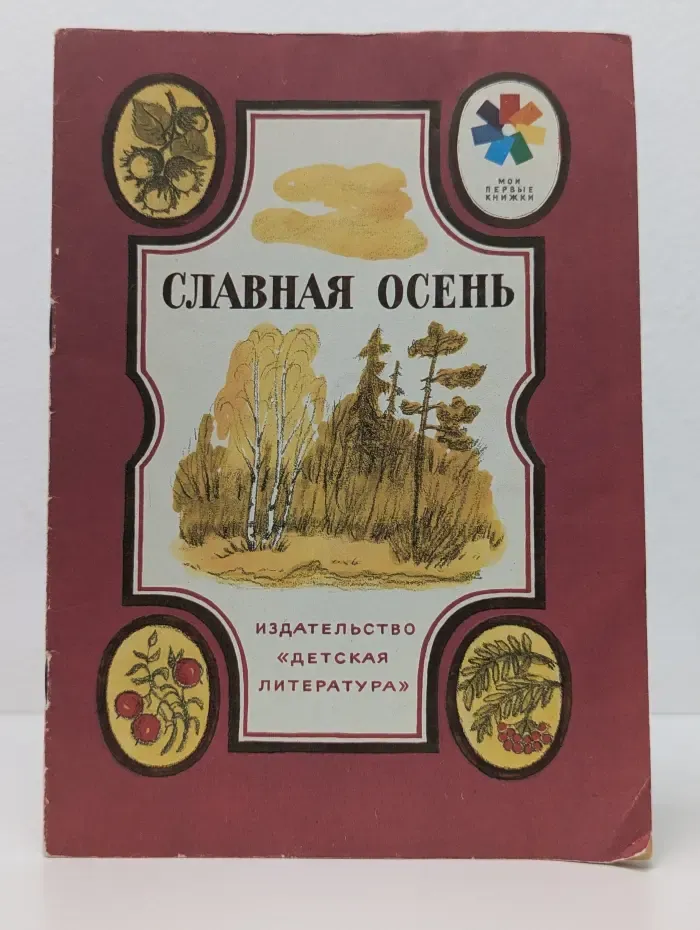 МОИ
ПЕРВЫЕ
КНИЖКИ
СЛАВНАЯ ОСЕНЬ
ИЗДАТЕЛЬСТВО
«ДЕТСКАЯ
ЛИТЕРАТУРА»